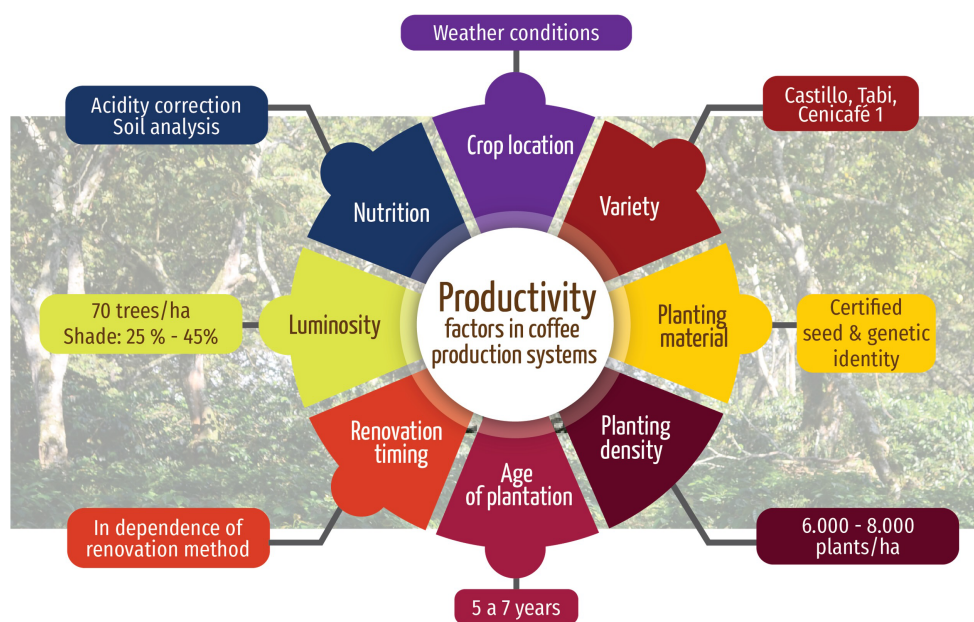 Weather conditions
Crop location
Castillo, Tabi,
Cenicafé 1
Variety
Certified
seed & genetic
identity
Planting
material
6.000 - 8.000
plants/ha
Planting
density
5 a 7 years
Age
of plantation
In dependence of
renovation method
Renovation
timing
70 trees/ha
Shade: 25 % - 45%
Luminosity
Acidity correction
Soil analysis
Nutrition
Productivity
factors in coffee
production systems